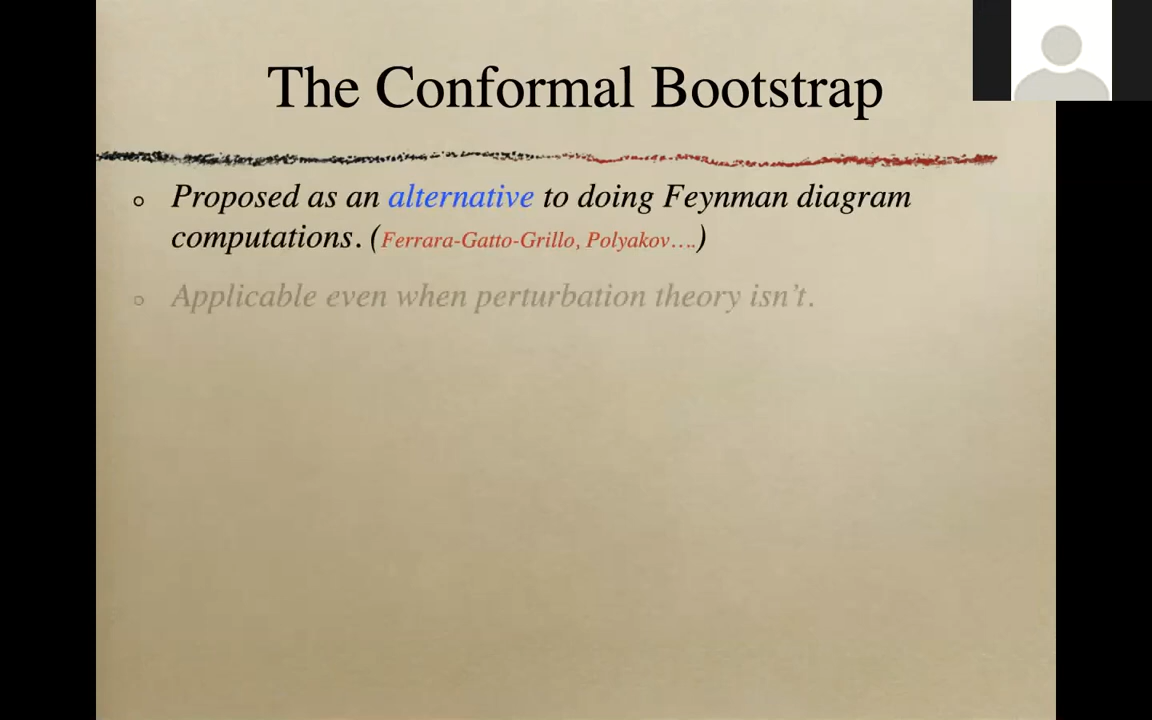 The Conformal Bootstrap
Proposed as an alternative to doing Feynman diagram
computations. (Ferrara-Gatto-Grillo, Polyakov….)
Applicable even when perturbation theory isn’t.